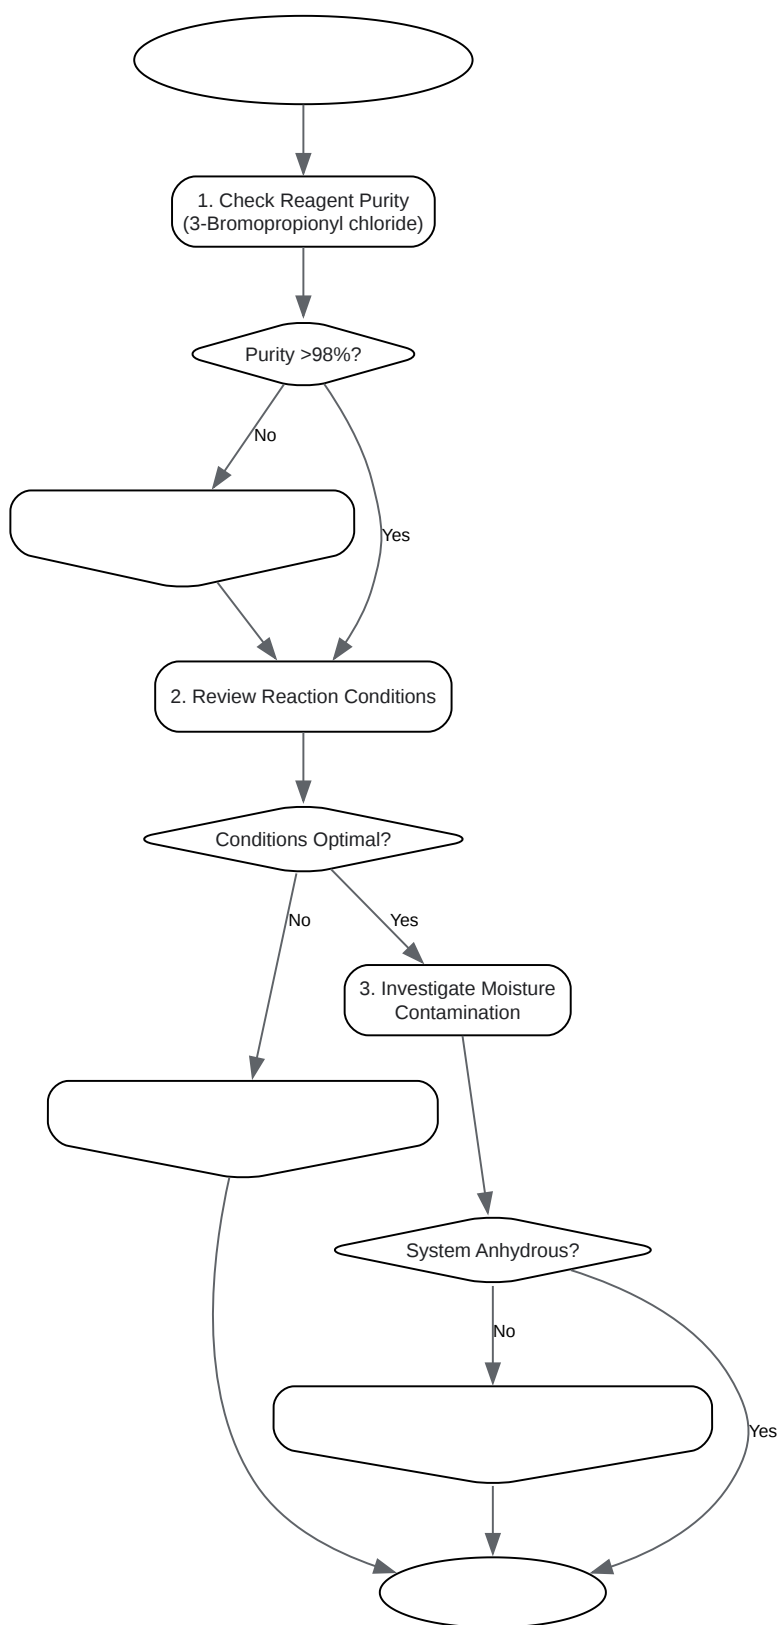 1. Check Reagent Purity
(3-Bromopropionyl chloride)
Purity >98%?
No
Yes
2. Review Reaction Conditions
Conditions Optimal?
No
Yes
3. Investigate Moisture
Contamination
System Anhydrous?
No
Yes